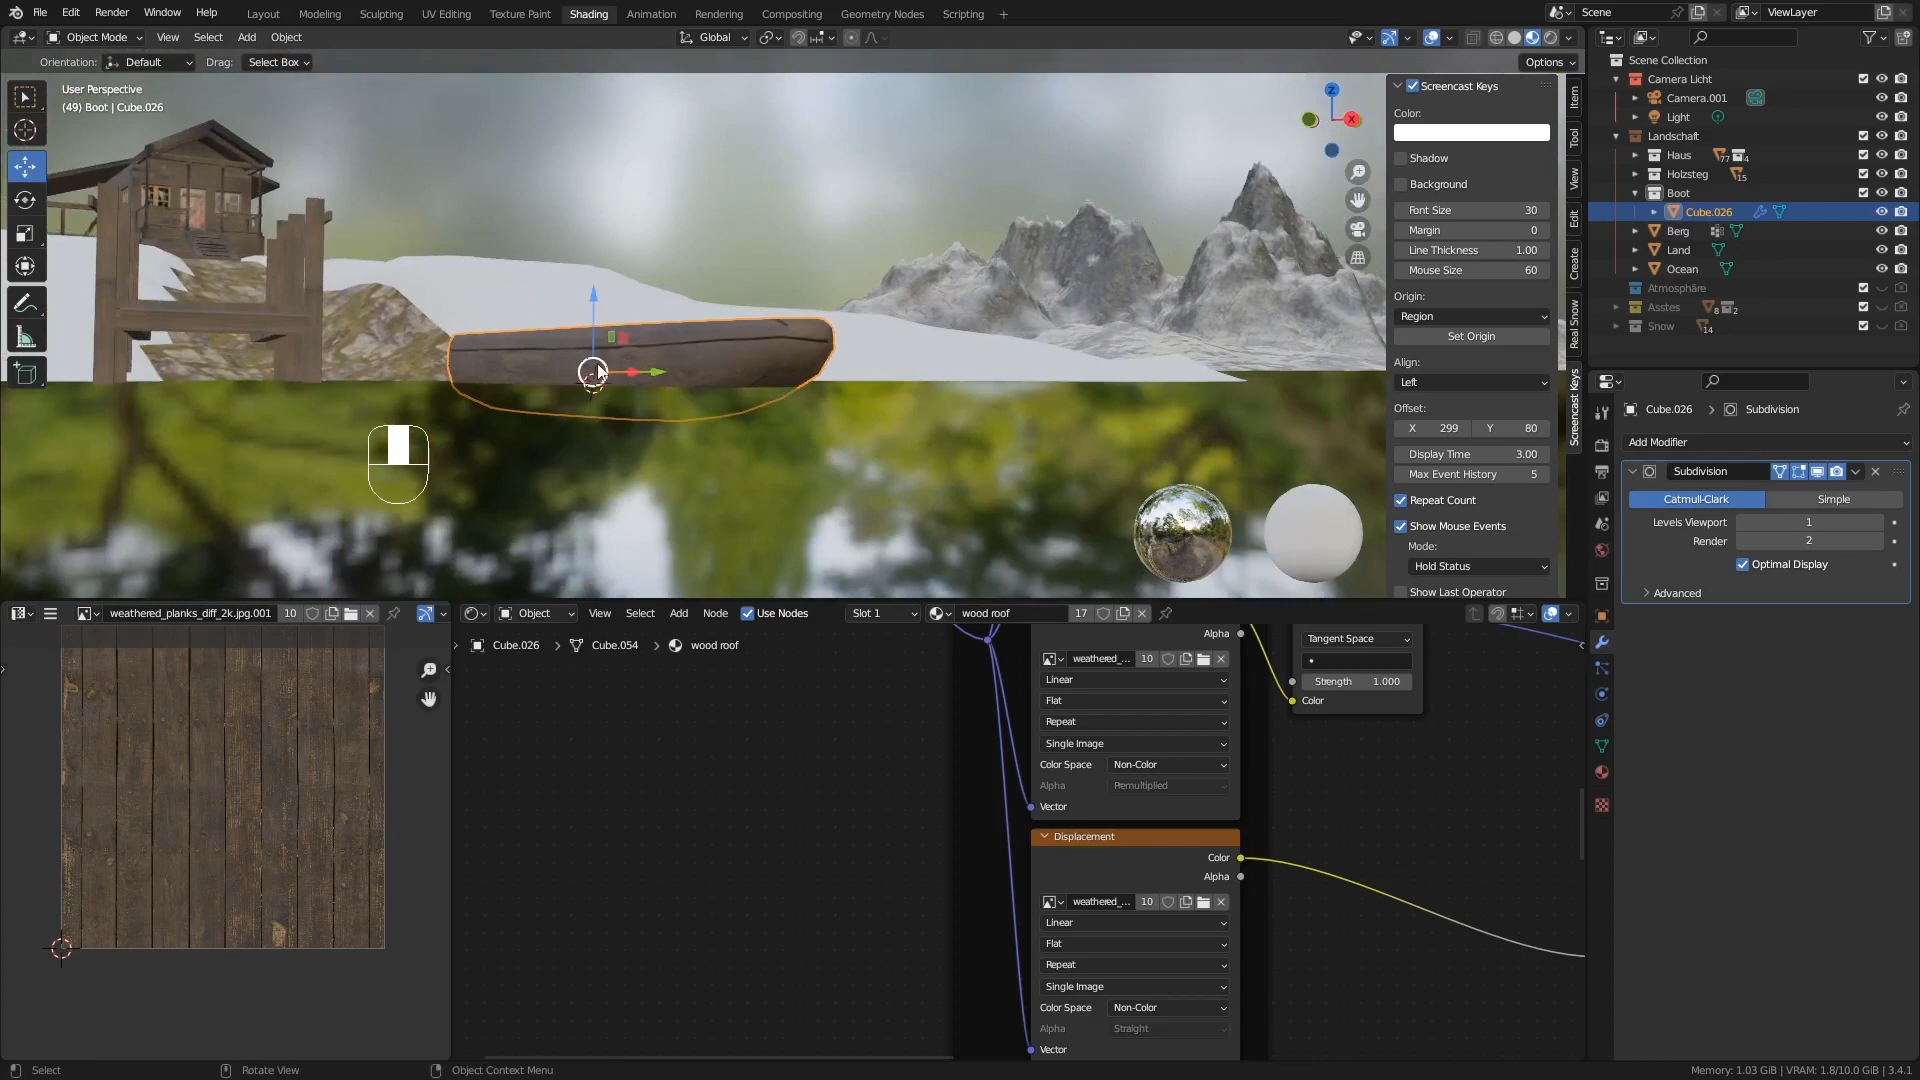 File Edit Render Window Help Layout Modeling Sculpting UV Editing Texture Paint Shading Animation Rendering Compositing Geometry Nodes Scripting + Scene ViewLayer
Object Mode View Select Add Object Global
Orientation: Default Drag: Select Box Options
User Perspective
(49) Boot | Cube.026
Z
X
Screencast Keys
Color:
Shadow
Background
Font Size 30
Margin 0
Line Thickness 1.00
Mouse Size 60
Origin:
Region
Set Origin
Align:
Left
Offset:
X 299 Y 80
Display Time 3.00
Max Event History 5
Repeat Count
Show Mouse Events
Mode:
Hold Status
Show Last Operator
Item
Tool
View
Edit
Create
Real Snow
Screencast Keys
Scene Collection
Camera Licht
Camera.001
Light
Landschaft
Haus 77 4
Holzsteg 15
Boot
Cube.026
Berg
Land
Ocean
Atmosphäre
Asstes 8 2
Snow 14
Cube.026 > Subdivision
Add Modifier
Subdivision
Catmull-Clark Simple
Levels Viewport 1
Render 2
Optimal Display
Advanced
weathered_planks_diff_2k.jpg.001 10
Object View Select Add Node Use Nodes Slot 1 wood roof 17
Cube.026 > Cube.054 > wood roof
Alpha
weathered_... 10
Linear
Flat
Repeat
Single Image
Color Space Non-Color
Alpha Premultiplied
Vector
Tangent Space
Strength 1.000
Color
Displacement
Color
Alpha
weathered_... 10
Linear
Flat
Repeat
Single Image
Color Space Non-Color
Alpha Straight
Vector
Select Rotate View Object Context Menu Memory: 1.03 GiB | VRAM: 1.8/10.0 GiB | 3.4.1